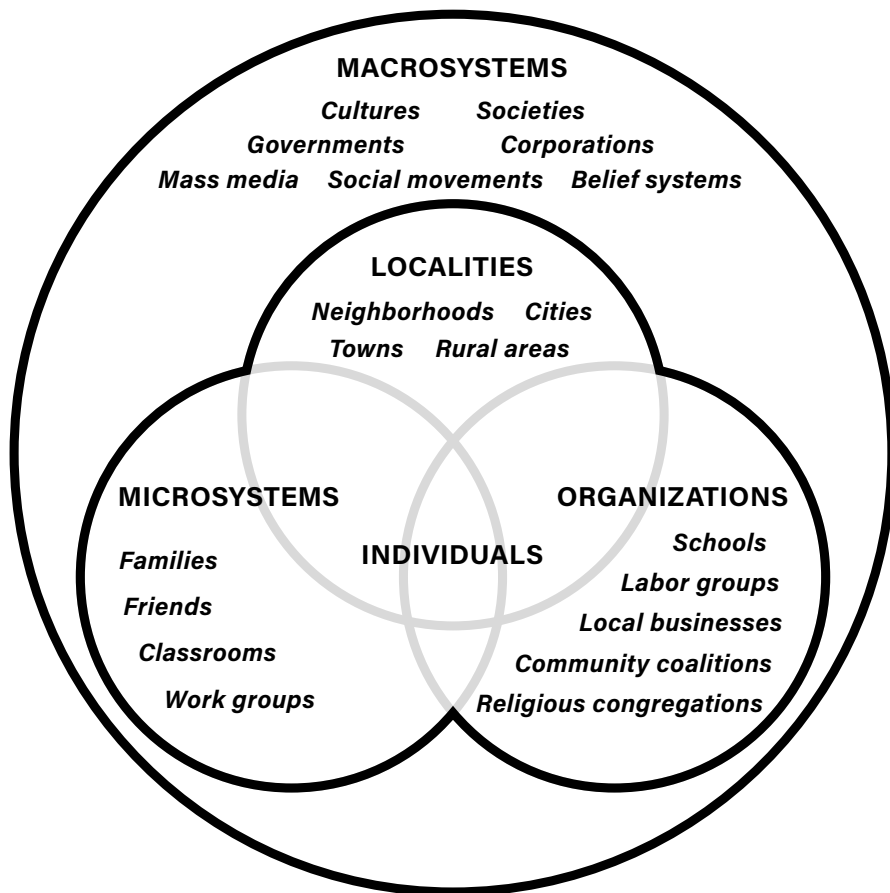 MACROSYSTEMS
Cultures Societies
Governments Corporations
Mass media Social movements Belief systems
LOCALITIES
Neighborhoods Cities
Towns Rural areas
MICROSYSTEMS
Families
Friends
Classrooms
Work groups
INDIVIDUALS
ORGANIZATIONS
Schools
Labor groups
Local businesses
Community coalitions
Religious congregations